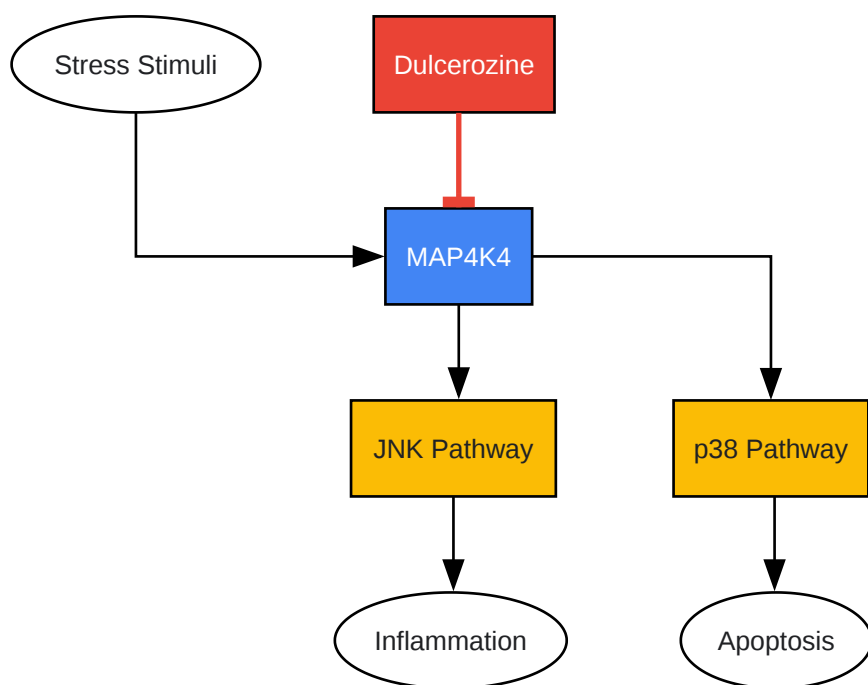 Stress Stimuli
Dulcerozine
MAP4K4
JNK Pathway
p38 Pathway
Inflammation
Apoptosis